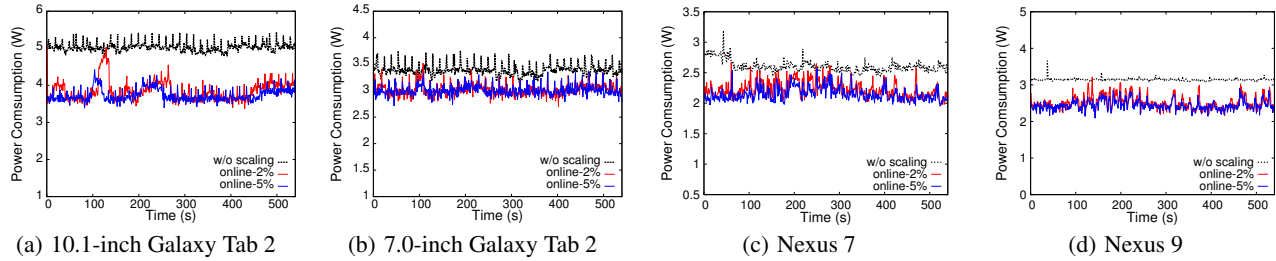 Power Comsumption (W)
6
5
4
3
2
1
0 100 200 300 400 500
Time (s)
w/o scaling
online-2%
online-5%
(a) 10.1-inch Galaxy Tab 2
Power Comsumption (W)
4.5
4
3.5
3
2.5
2
1.5
1
0 100 200 300 400 500
Time (s)
w/o scaling
online-2%
online-5%
(b) 7.0-inch Galaxy Tab 2
Power Comsumption (W)
3.5
3
2.5
2
1.5
1
0.5
0 100 200 300 400 500
Time (s)
w/o scaling
online-2%
online-5%
(c) Nexus 7
Power Comsumption (W)
5
4
3
2
1
0
0 100 200 300 400 500
Time (s)
w/o scaling
online-2%
online-5%
(d) Nexus 9